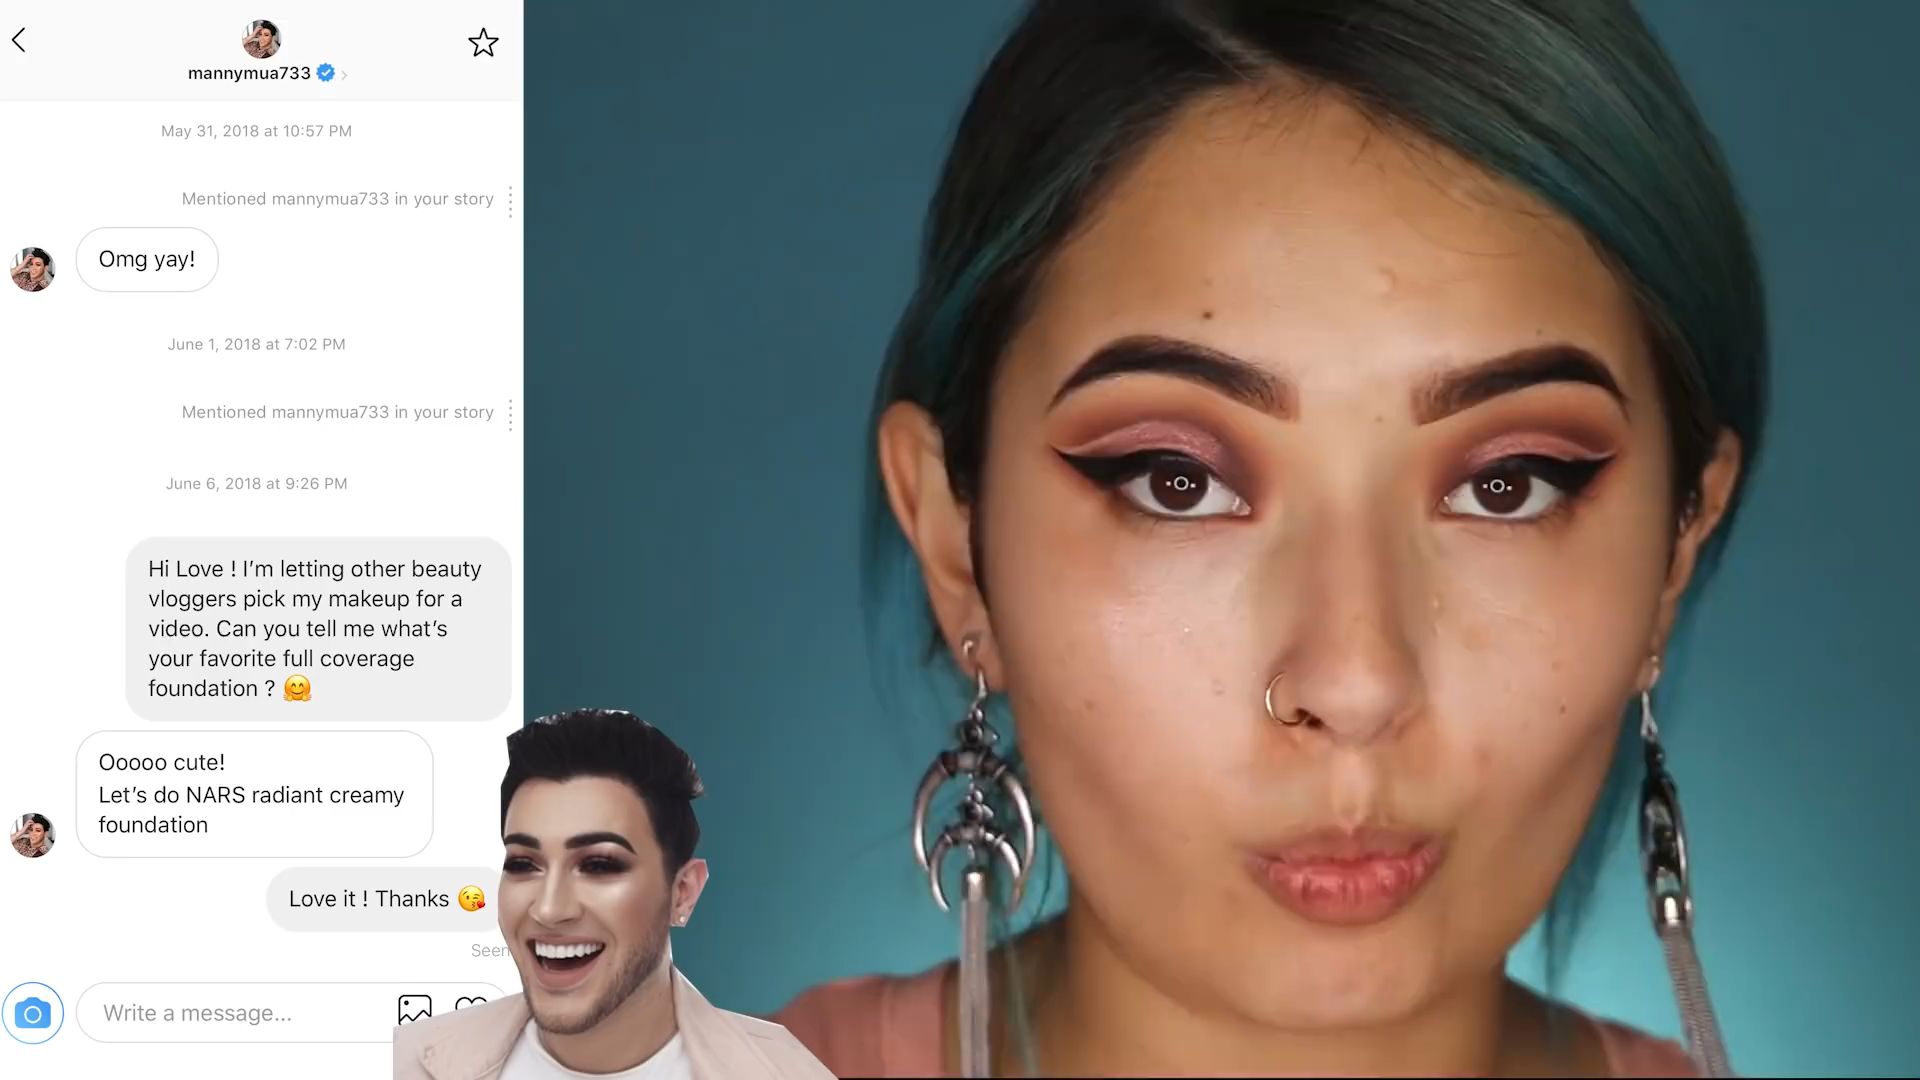 mannymua733
May 31, 2018 at 10:57 PM
Mentioned mannymua733 in your story
Omg yay!
June 1, 2018 at 7:02 PM
Mentioned mannymua733 in your story
June 6, 2018 at 9:26 PM
Hi Love ! I’m letting other beauty
vloggers pick my makeup for a
video. Can you tell me what’s
your favorite full coverage
foundation ? 🤗
Ooooo cute!
Let’s do NARS radiant creamy
foundation
Love it ! Thanks 😘
Seen
Write a message...